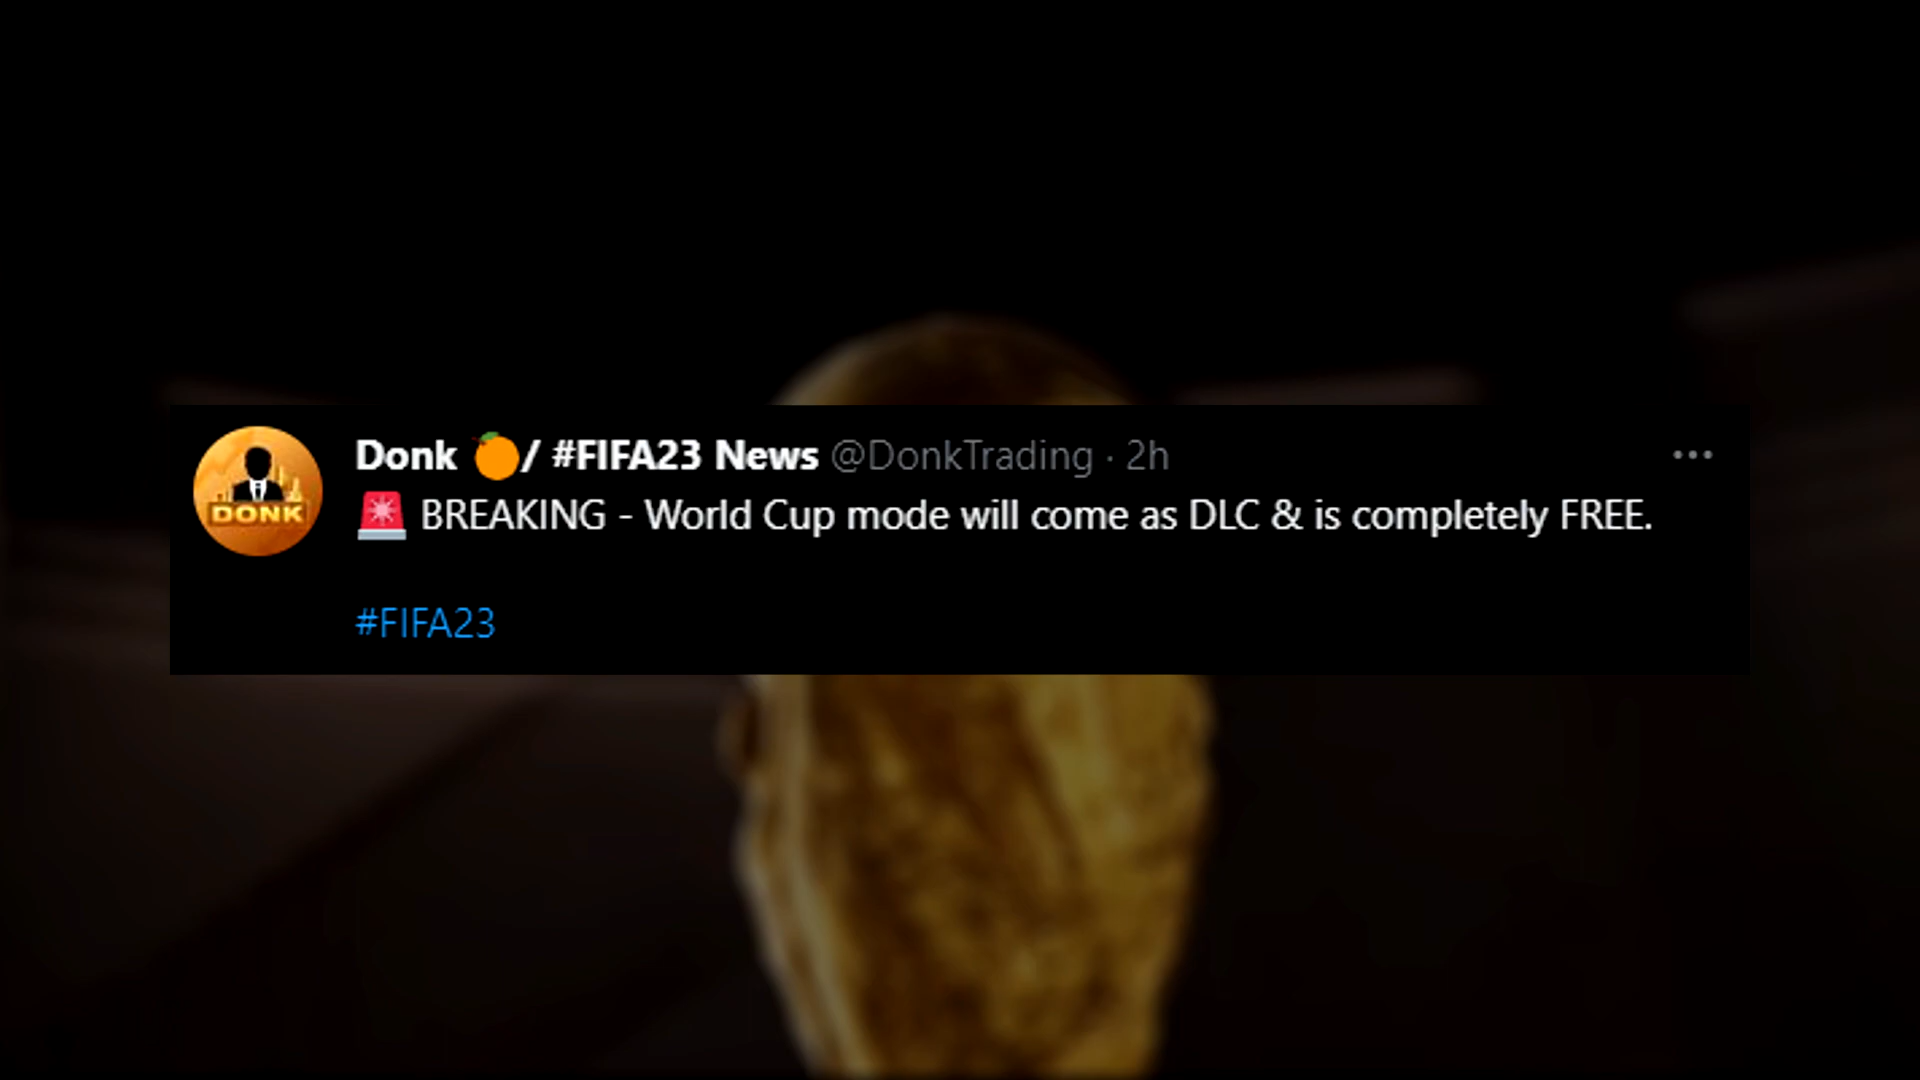 Donk 🍊/ #FIFA23 News @DonkTrading · 2h
🚨 BREAKING - World Cup mode will come as DLC & is completely FREE.
#FIFA23
DONK